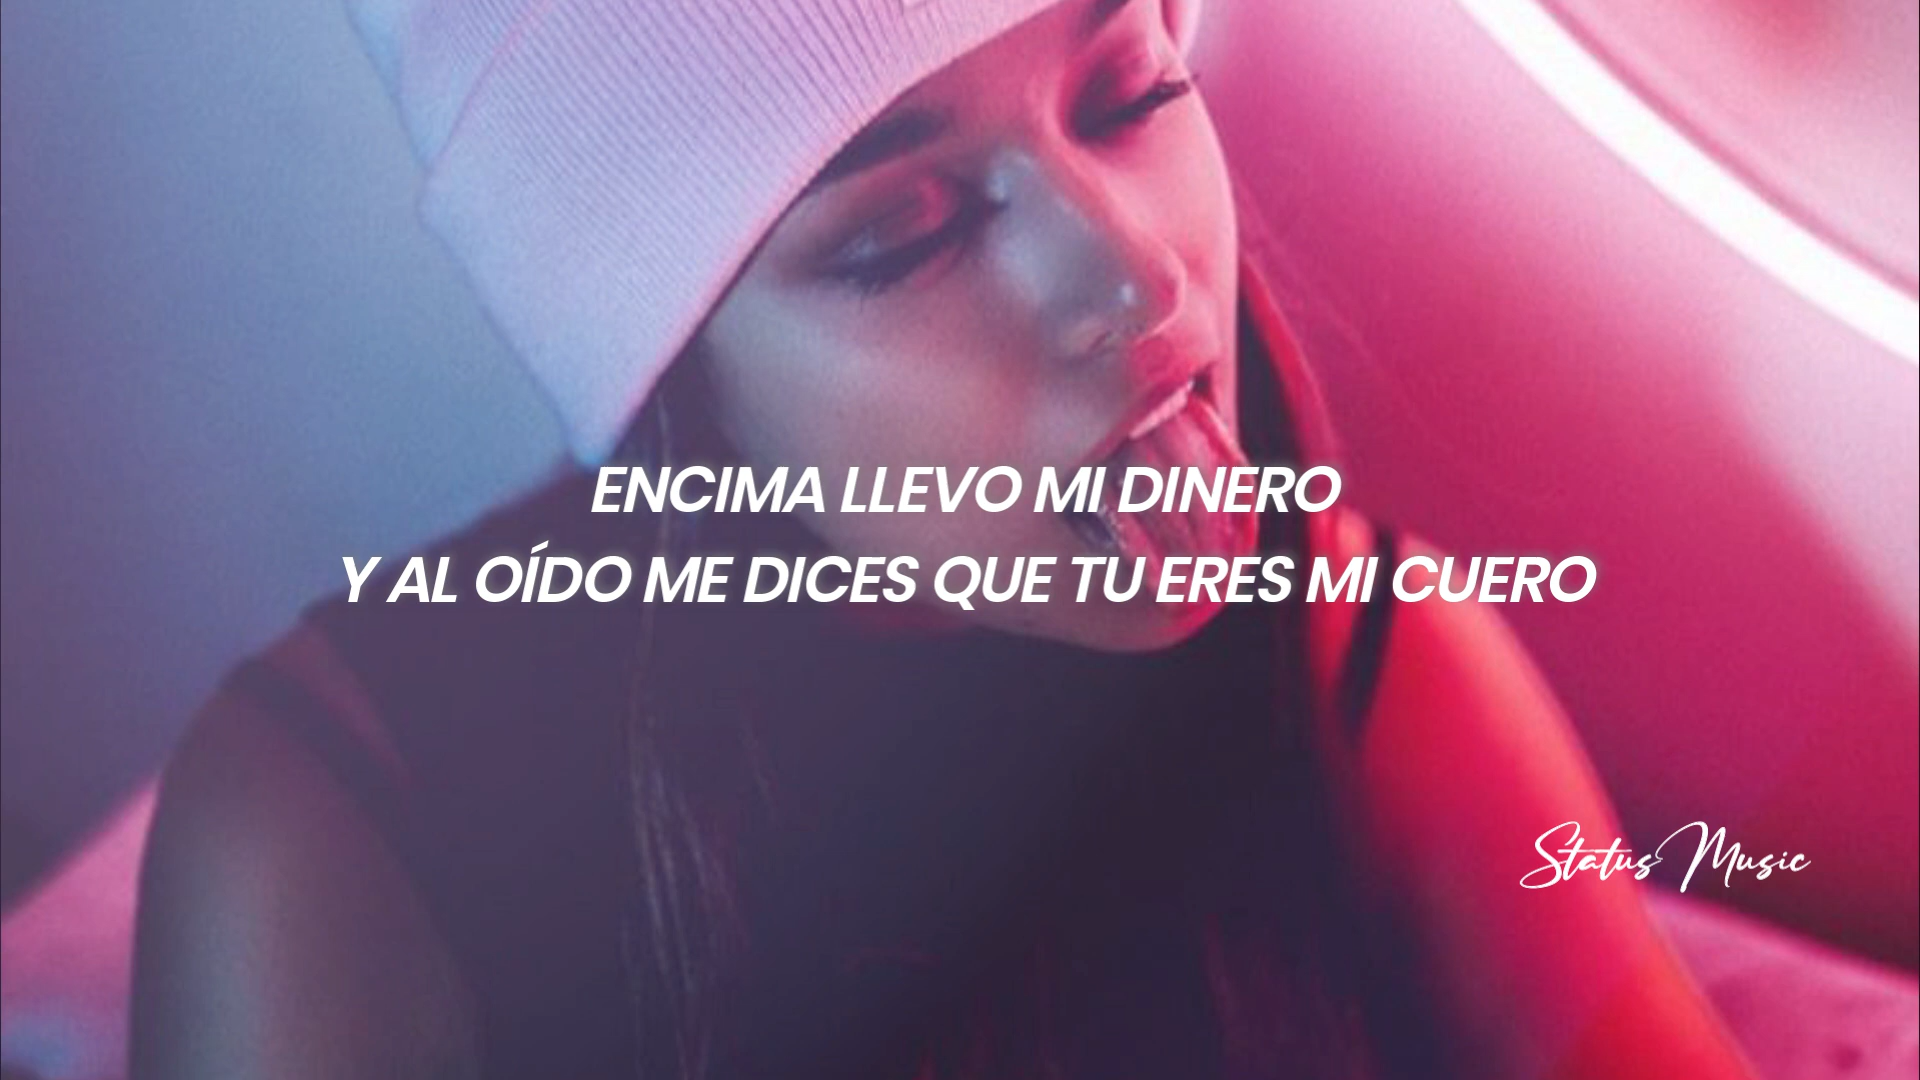 ENCIMA LLEVO MI DINERO
Y AL OÍDO ME DICES QUE TU ERES MI CUERO
Status Music